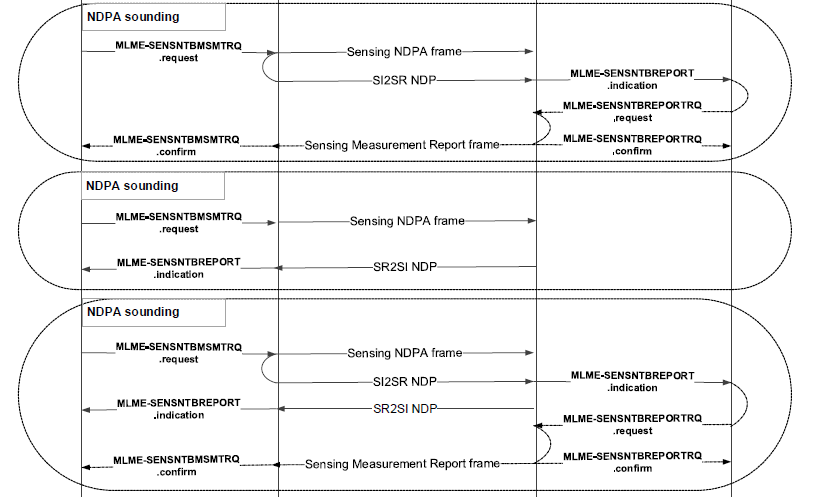 NDPA sounding
MLME-SENSNTBMSMTRQ
.request
Sensing NDPA frame
SI2SR NDP
MLME-SENSNTBREPORT
.indication
MLME-SENSNTBREPORTRQ
.request
MLME-SENSNTBMSMTRQ
.confirm
Sensing Measurement Report frame
MLME-SENSNTBREPORTRQ
.confirm
NDPA sounding
MLME-SENSNTBMSMTRQ
.request
Sensing NDPA frame
MLME-SENSNTBREPORT
.indication
SR2SI NDP
NDPA sounding
MLME-SENSNTBMSMTRQ
.request
Sensing NDPA frame
SI2SR NDP
MLME-SENSNTBREPORT
.indication
MLME-SENSNTBREPORT
.indication
SR2SI NDP
MLME-SENSNTBREPORTRQ
.request
MLME-SENSNTBMSMTRQ
.confirm
Sensing Measurement Report frame
MLME-SENSNTBREPORTRQ
.confirm